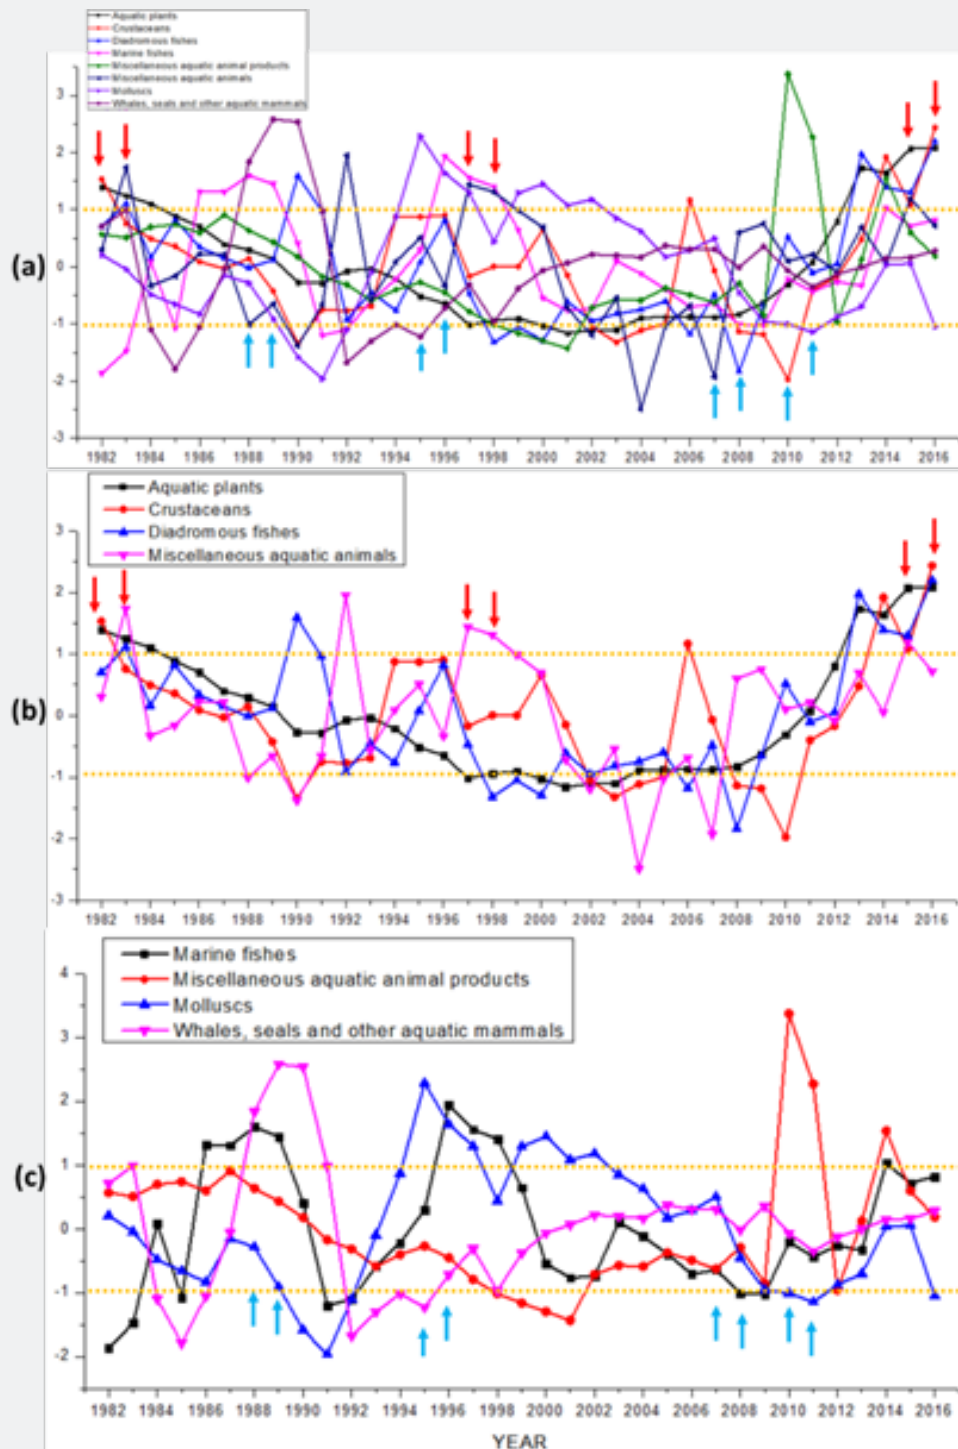 Aquatic plants
Crustaceans
Diadromous fishes
Marine fishes
Miscellaneous aquatic animal products
Miscellaneous aquatic animals
Molluscs
Whales, seals and other aquatic mammals
3
2
1
(a)
0
-1
-2
-3
1982 1984 1986 1988 1990 1992 1994 1996 1998 2000 2002 2004 2006 2008 2010 2012 2014 2016
Aquatic plants
Crustaceans
Diadromous fishes
Miscellaneous aquatic animals
3
2
1
(b)
0
-1
-2
-3
1982 1984 1986 1988 1990 1992 1994 1996 1998 2000 2002 2004 2006 2008 2010 2012 2014 2016
Marine fishes
Miscellaneous aquatic animal products
Molluscs
Whales, seals and other aquatic mammals
4
3
2
1
(c)
0
-1
-2
1982 1984 1986 1988 1990 1992 1994 1996 1998 2000 2002 2004 2006 2008 2010 2012 2014 2016
YEAR